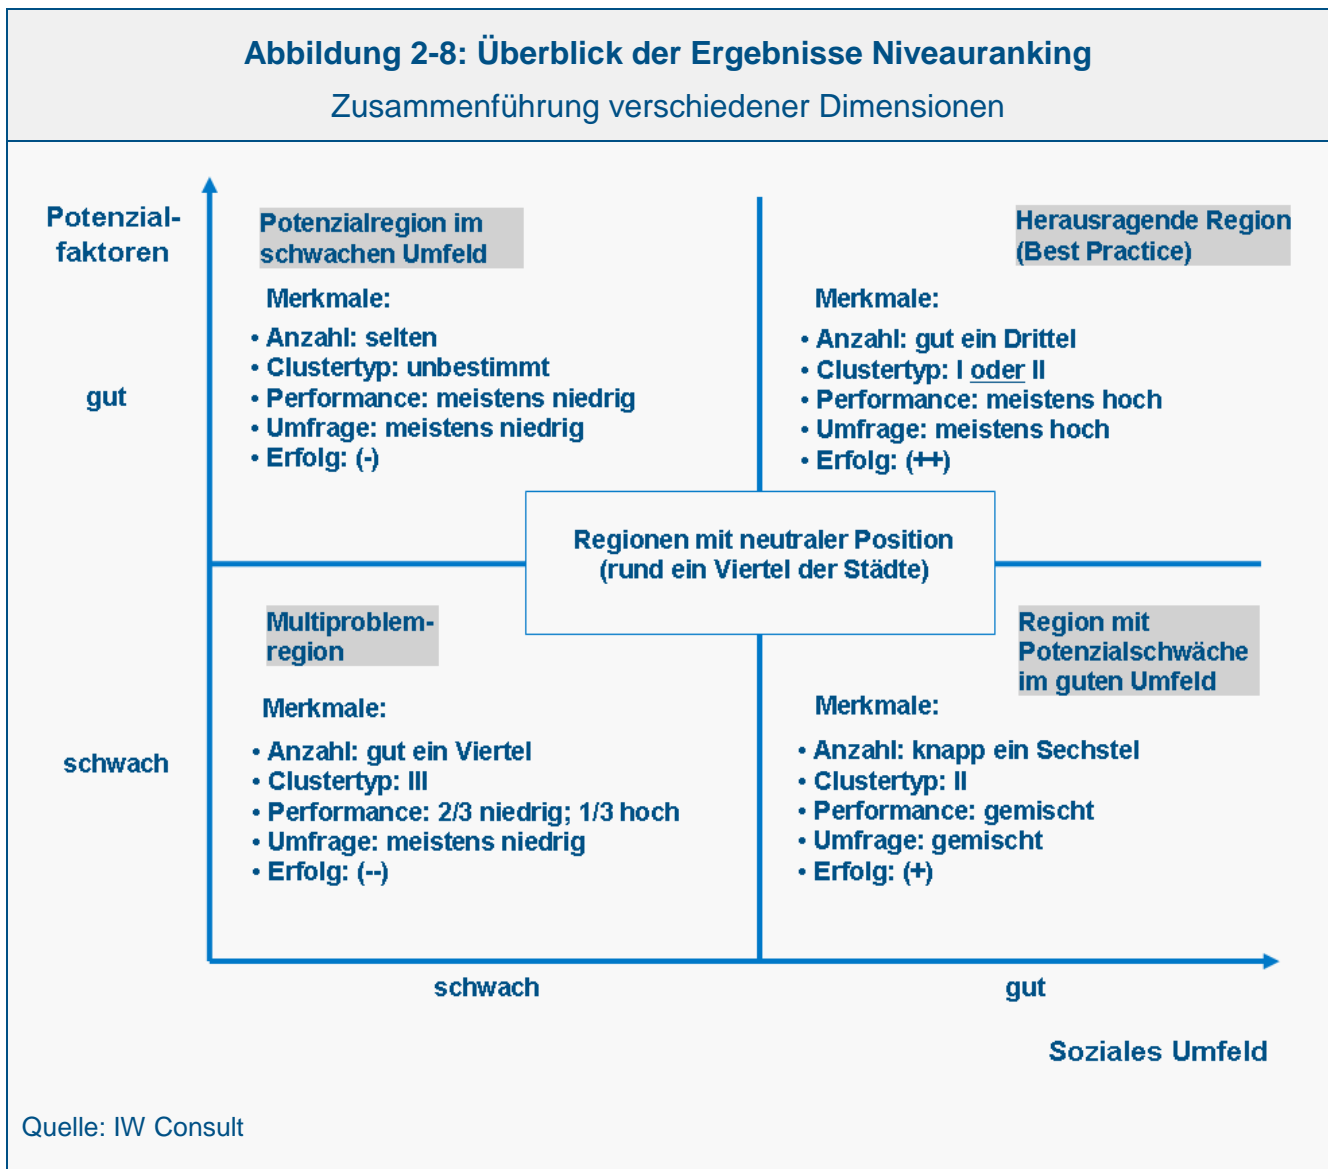 Abbildung 2-8: Überblick der Ergebnisse Niveauranking
Zusammenführung verschiedener Dimensionen
Potenzial-
faktoren
gut
schwach
Potenzialregion im
schwachen Umfeld
Merkmale:
• Anzahl: selten
• Clustertyp: unbestimmt
• Performance: meistens niedrig
• Umfrage: meistens niedrig
• Erfolg: (-)
Herausragende Region
(Best Practice)
Merkmale:
• Anzahl: gut ein Drittel
• Clustertyp: I oder II
• Performance: meistens hoch
• Umfrage: meistens hoch
• Erfolg: (++)
Regionen mit neutraler Position
(rund ein Viertel der Städte)
Multiproblem-
region
Merkmale:
• Anzahl: gut ein Viertel
• Clustertyp: III
• Performance: 2/3 niedrig; 1/3 hoch
• Umfrage: meistens niedrig
• Erfolg: (--)
Region mit
Potenzialschwäche
im guten Umfeld
Merkmale:
• Anzahl: knapp ein Sechstel
• Clustertyp: II
• Performance: gemischt
• Umfrage: gemischt
• Erfolg: (+)
schwach
gut
Soziales Umfeld
Quelle: IW Consult